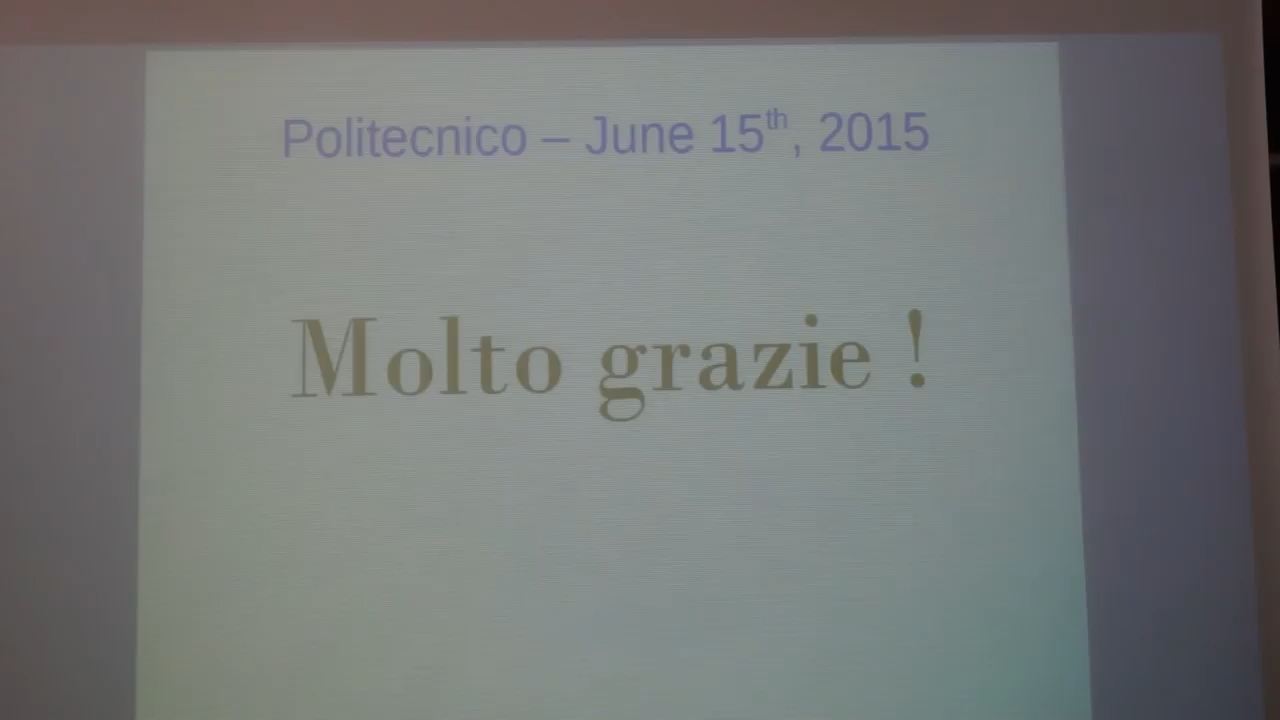 Politecnico – June 15th, 2015
Molto grazie !